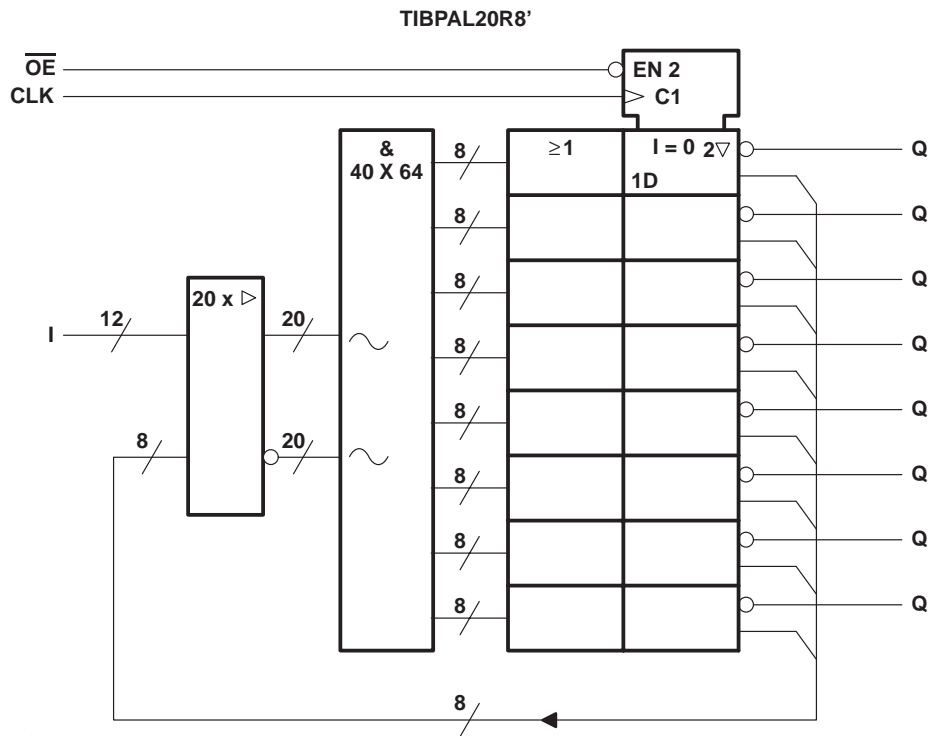 TIBPAL20R8’
OE
EN 2
CLK
C1
&
40 X 64
8
≥1
I = 0 2▽
1D
Q
8
Q
8
Q
20 x ▷
I
12
20
8
Q
8
Q
8
20
8
Q
8
Q
8
Q
8